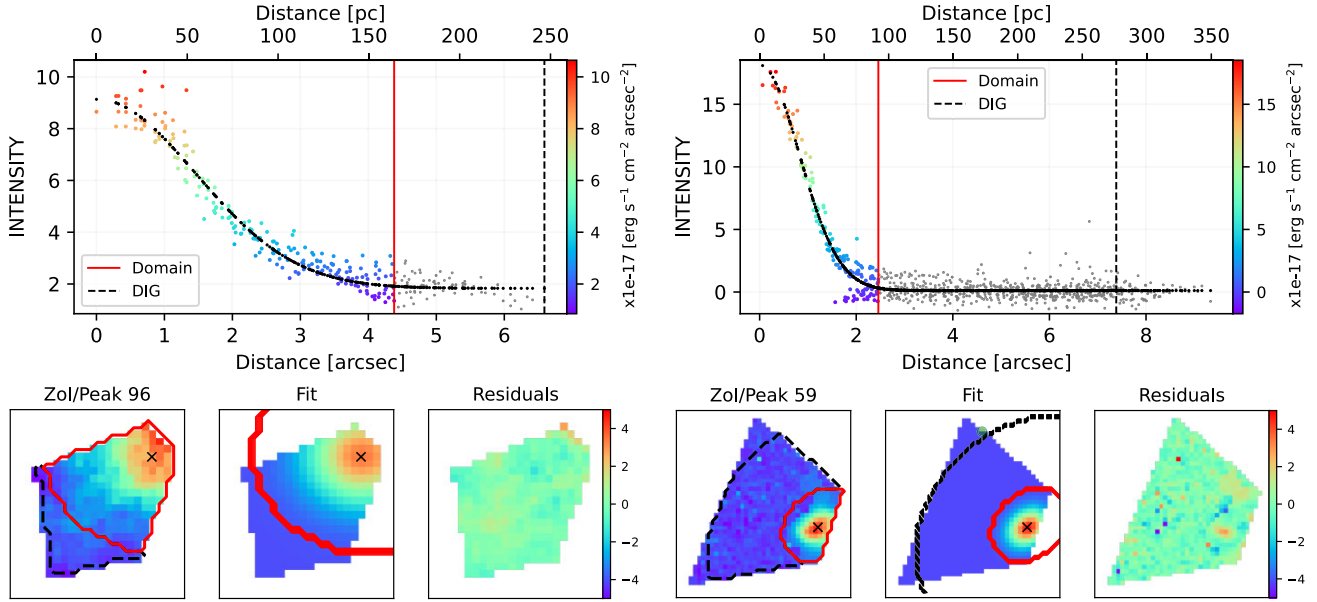 Distance [pc]
0 50 100 150 200 250
10
8
6
4
2
INTENSITY
Domain
DIG
0 1 2 3 4 5 6
Distance [arcsec]
10
8
6
4
2
x1e-17 [erg s⁻¹ cm⁻² arcsec⁻²]
Distance [pc]
0 50 100 150 200 250 300 350
15
10
5
0
INTENSITY
Domain
DIG
0 2 4 6 8
Distance [arcsec]
15
10
5
0
x1e-17 [erg s⁻¹ cm⁻² arcsec⁻²]
ZoI/Peak 96
Fit
Residuals
4
2
0
−2
−4
ZoI/Peak 59
Fit
Residuals
4
2
0
−2
−4